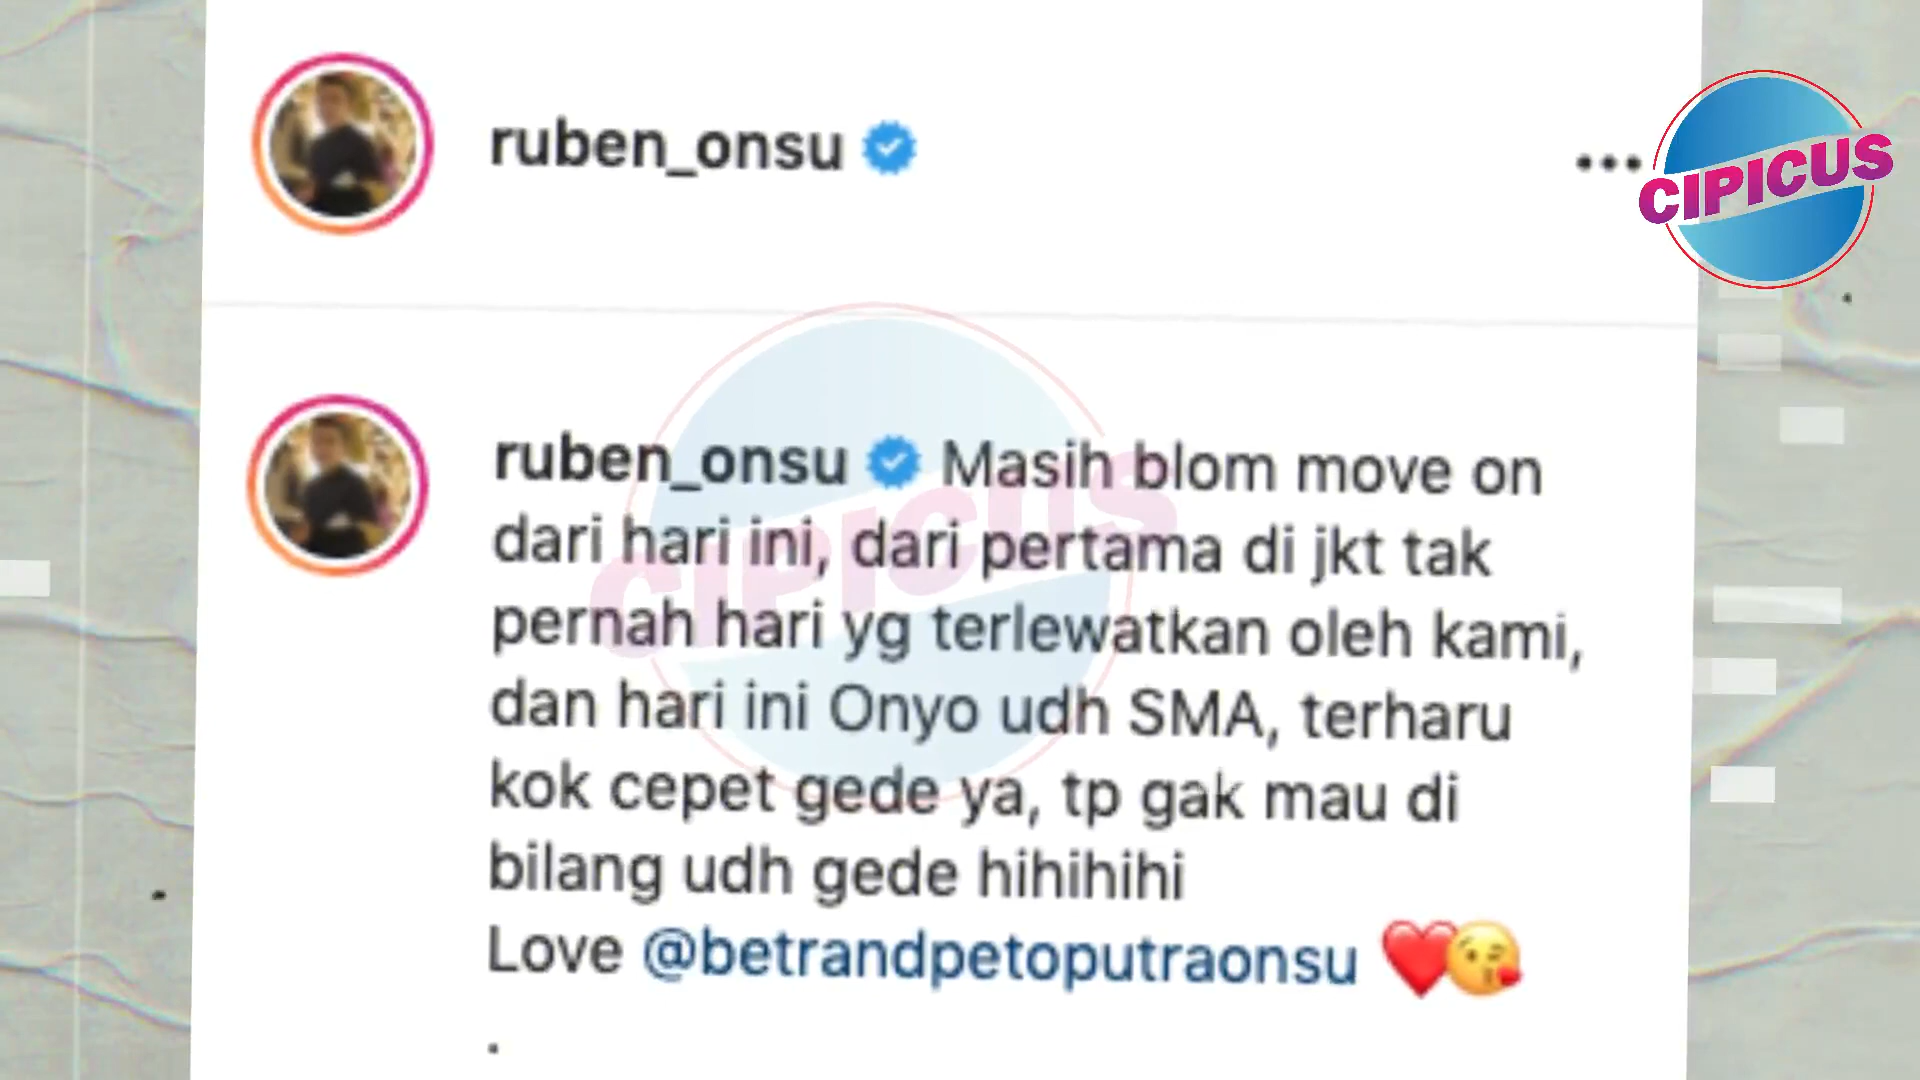 ruben_onsu
CIPICUS
ruben_onsu Masih blom move on
dari hari ini, dari pertama di jkt tak
pernah hari yg terlewatkan oleh kami,
dan hari ini Onyo udh SMA, terharu
kok cepet gede ya, tp gak mau di
bilang udh gede hihihihi
Love @betrandpetoputraonsu ❤️😘
.
CIPICUS